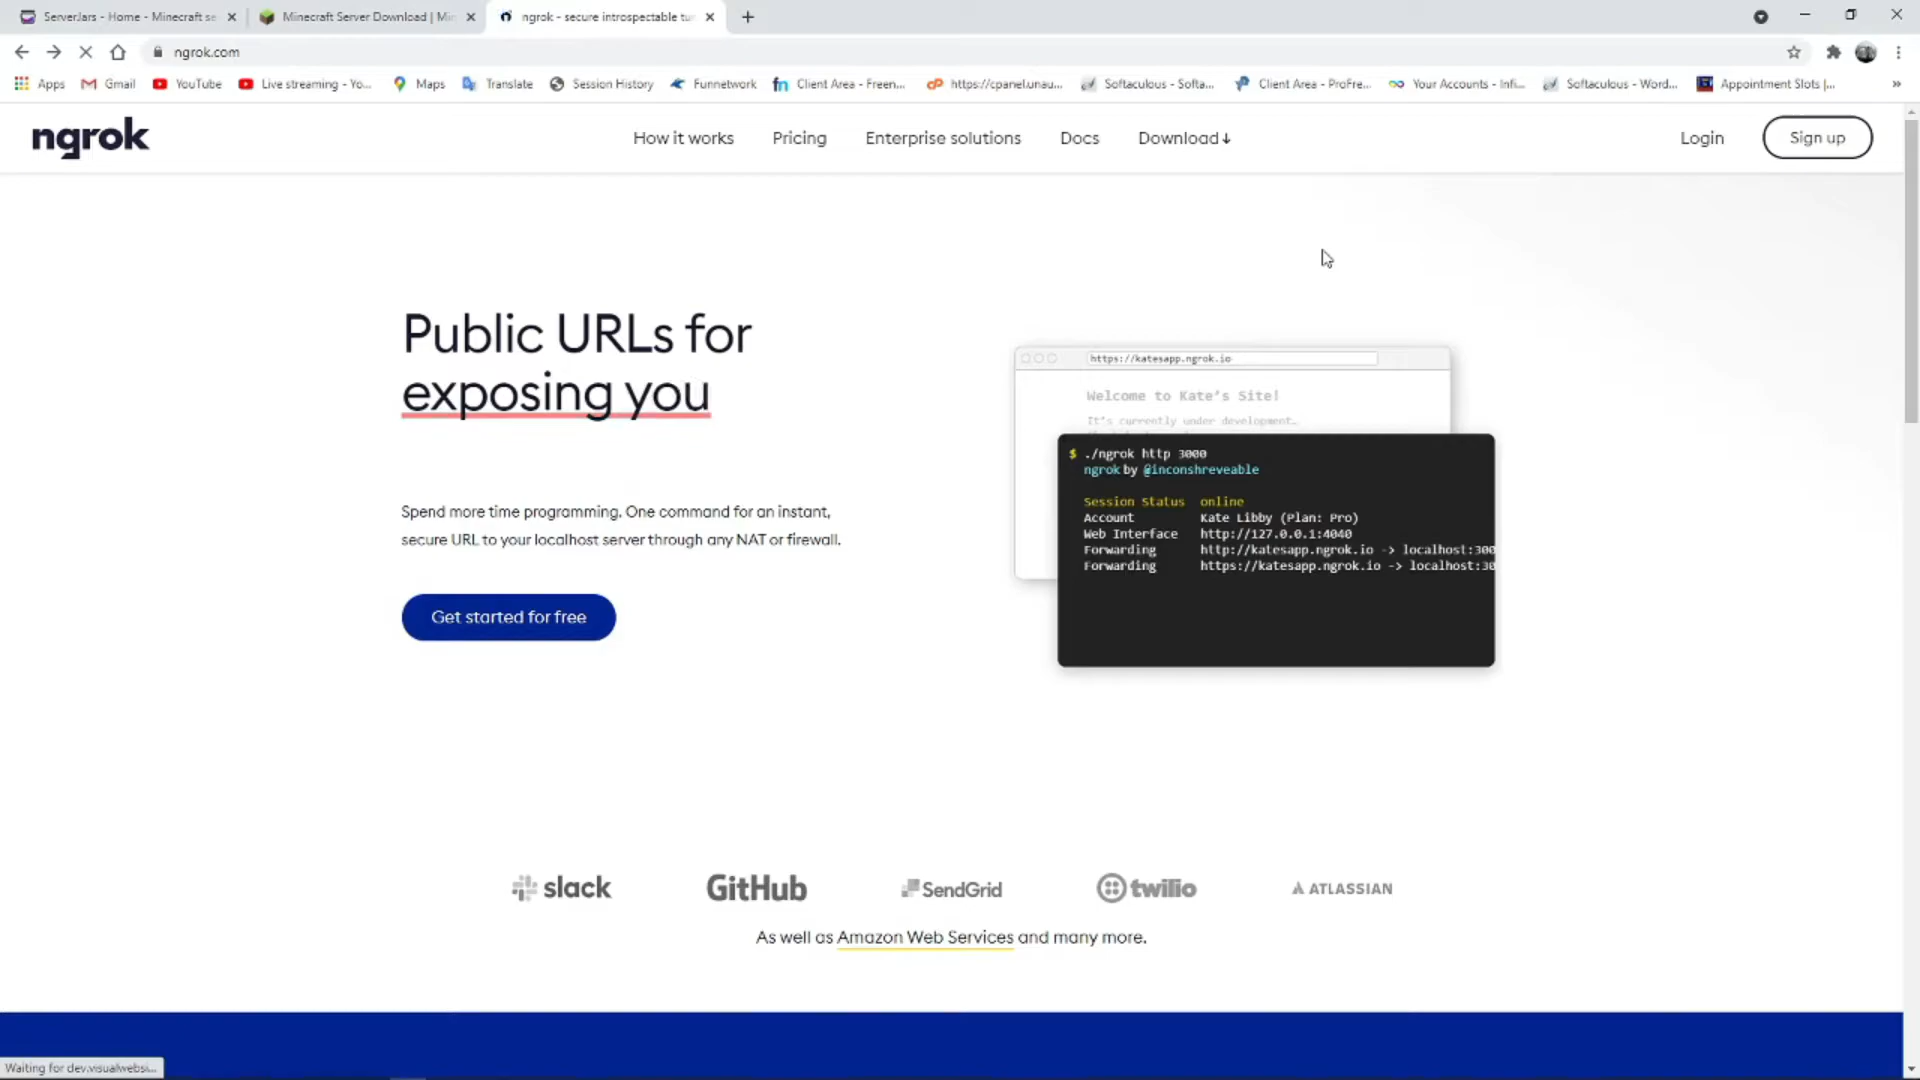 ServerJars - Home - Minecraft se
Minecraft Server Download | Mi
ngrok - secure introspectable tu
ngrok.com
Apps
Gmail
YouTube
Live streaming - Yo...
Maps
Translate
Session History
Funnetwork
Client Area - Freen...
https://cpanel.unau...
Softaculous - Softa...
Client Area - ProFre...
Your Accounts - Infi...
Softaculous - Word...
Appointment Slots |...
»
ngrok
How it works
Pricing
Enterprise solutions
Docs
Download↓
Login
Sign up
Public URLs for
exposing you
Spend more time programming. One command for an instant,
secure URL to your localhost server through any NAT or firewall.
Get started for free
https://katesapp.ngrok.io
Welcome to Kate's Site!
It's currently under development…
$ ./ngrok http 3000
ngrok by @inconshreveable
Session Status online
Account Kate Libby (Plan: Pro)
Web Interface http://127.0.0.1:4040
Forwarding http://katesapp.ngrok.io -> localhost:300
Forwarding https://katesapp.ngrok.io -> localhost:30
slack
GitHub
SendGrid
twilio
ATLASSIAN
As well as Amazon Web Services and many more.
Waiting for dev.visualwebsi...